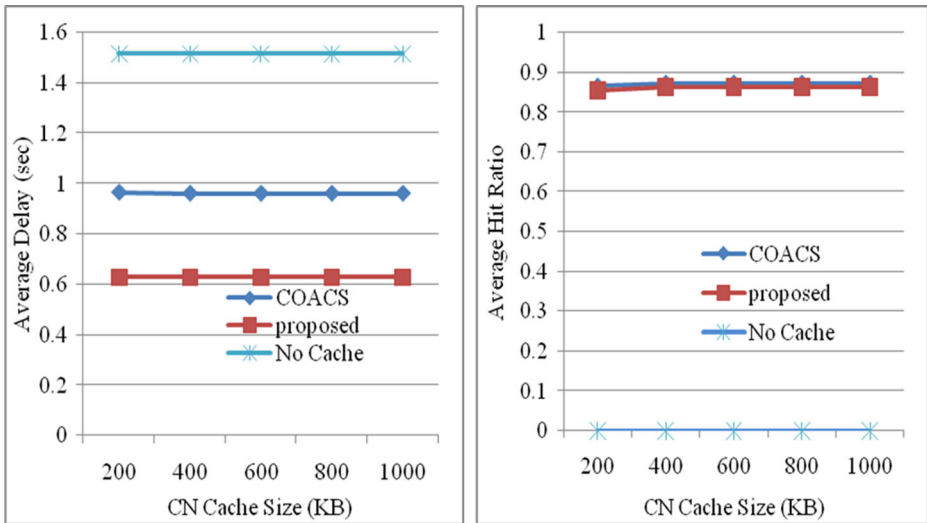 Average Delay (sec)
1.6
1.4
1.2
1
0.8
0.6
0.4
0.2
0
COACS
proposed
No Cache
200 400 600 800 1000
CN Cache Size (KB)
Average Hit Ratio
1
0.9
0.8
0.7
0.6
0.5
0.4
0.3
0.2
0.1
0
COACS
proposed
No Cache
200 400 600 800 1000
CN Cache Size (KB)